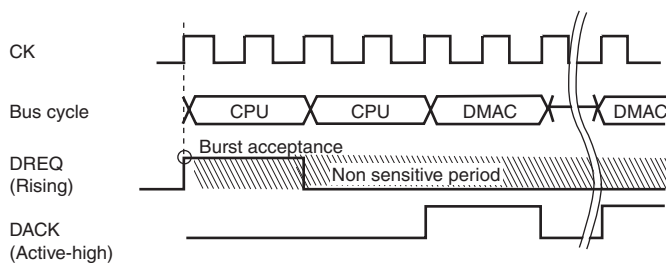 CK
Bus cycle
CPU
CPU
DMAC
DMAC
Burst acceptance
DREQ
(Rising)
Non sensitive period
DACK
(Active-high)